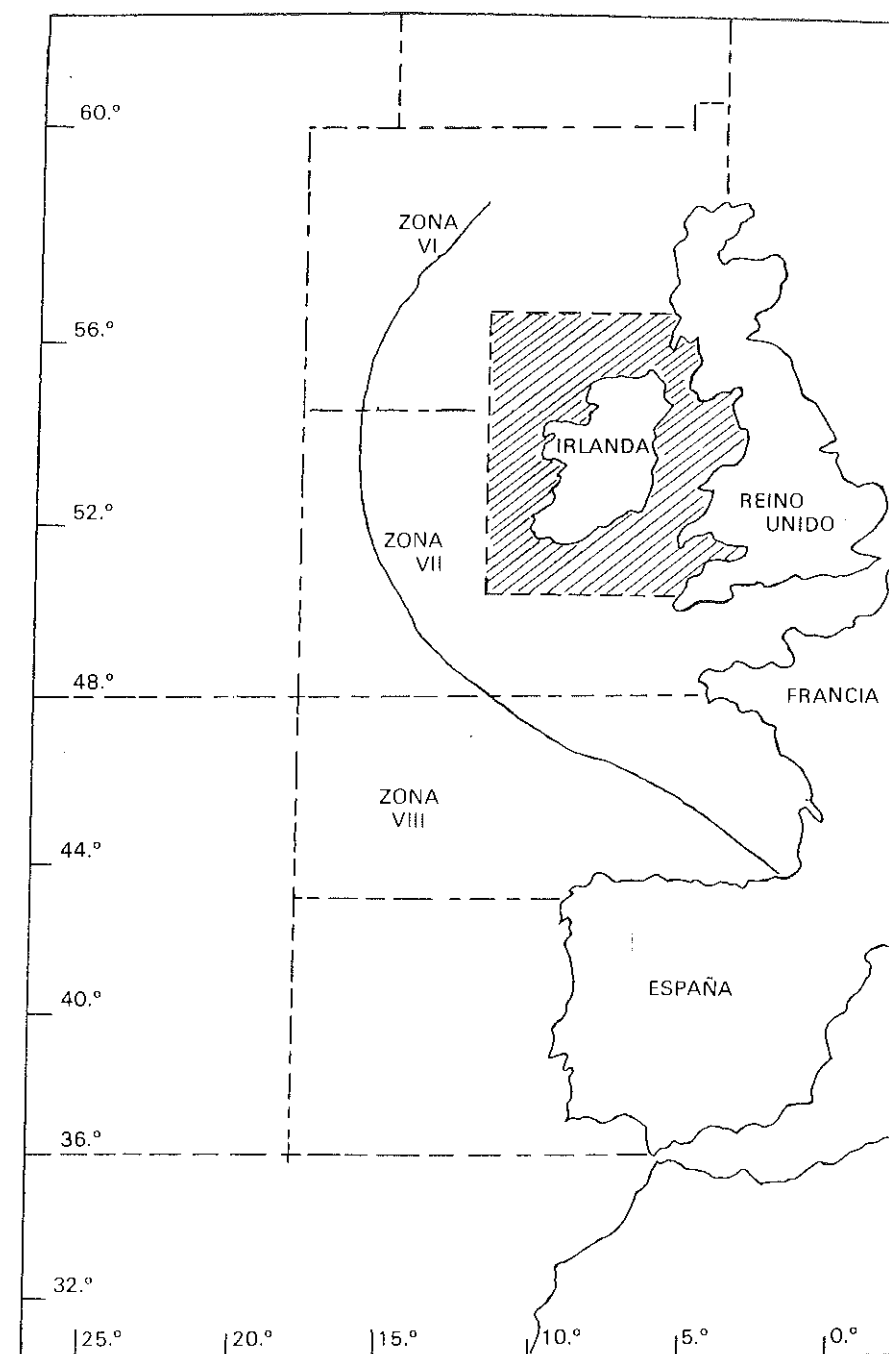 60.º
ZONA
VI
56.º
IRLANDA
52.º
REINO
UNIDO
ZONA
VII
48.º
FRANCIA
ZONA
VIII
44.º
ESPAÑA
40.º
36.º
32.º
25.º 20.º 15.º 10.º 5.º 0.º